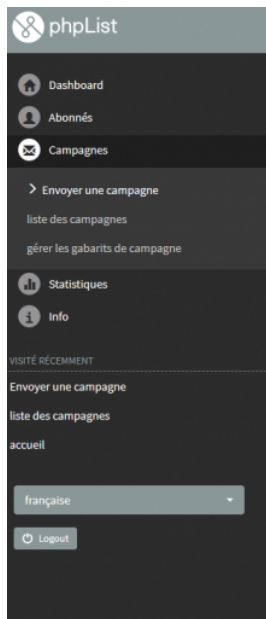 phpList
Dashboard
Abonnés
Campagnes
Envoyer une campagne
liste des campagnes
gérer les gabarits de campagne
Statistiques
Info
VISITÉ RÉCEMMENT
Envoyer une campagne
liste des campagnes
accueil
française
Logout